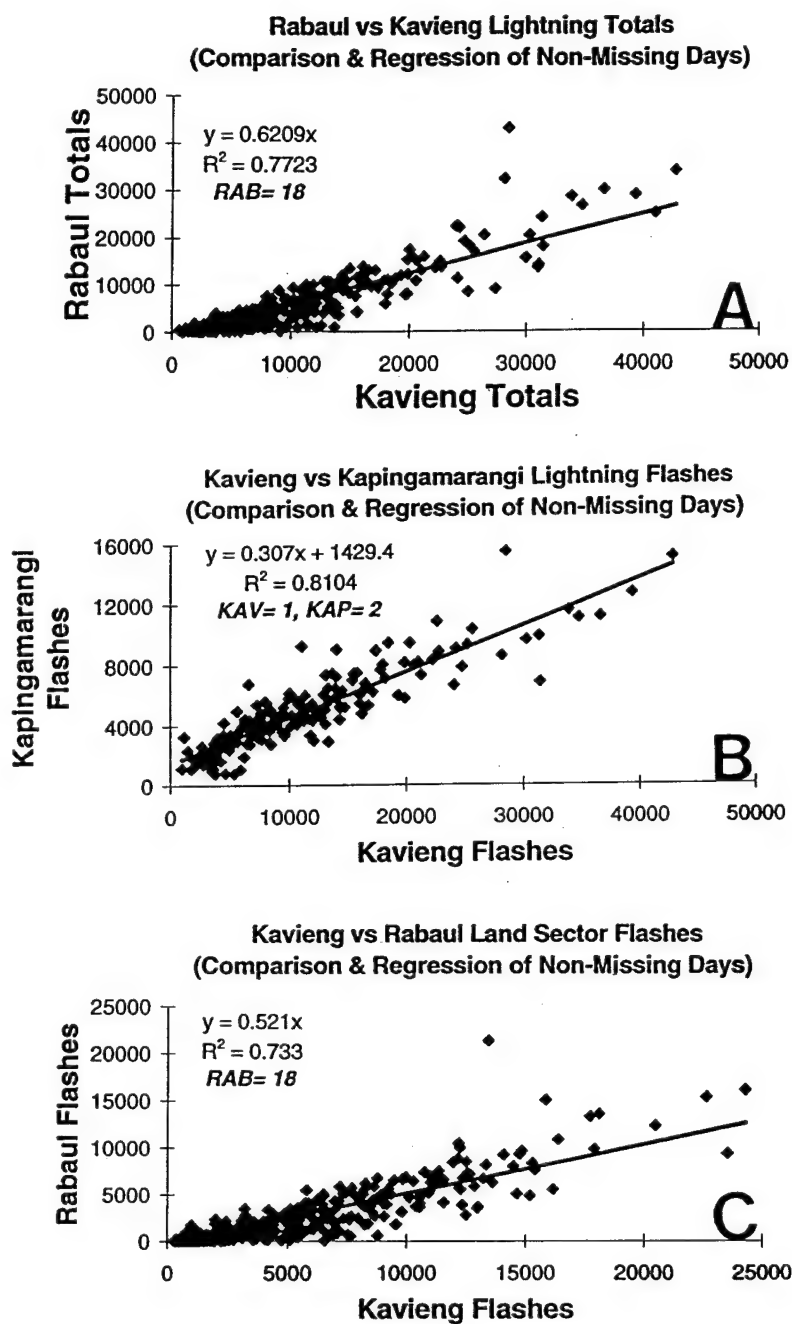 Rabaul vs Kavieng Lightning Totals
(Comparison & Regression of Non-Missing Days)
50000
40000
30000
20000
10000
0
Rabaul Totals
y = 0.6209x
R² = 0.7723
RAB= 18
A
0 10000 20000 30000 40000 50000
Kavieng Totals
Kavieng vs Kapingamarangi Lightning Flashes
(Comparison & Regression of Non-Missing Days)
16000
12000
8000
4000
0
Kapingamarangi
Flashes
y = 0.307x + 1429.4
R² = 0.8104
KAV= 1, KAP= 2
B
0 10000 20000 30000 40000 50000
Kavieng Flashes
Kavieng vs Rabaul Land Sector Flashes
(Comparison & Regression of Non-Missing Days)
25000
20000
15000
10000
5000
0
Rabaul Flashes
y = 0.521x
R² = 0.733
RAB= 18
C
0 5000 10000 15000 20000 25000
Kavieng Flashes